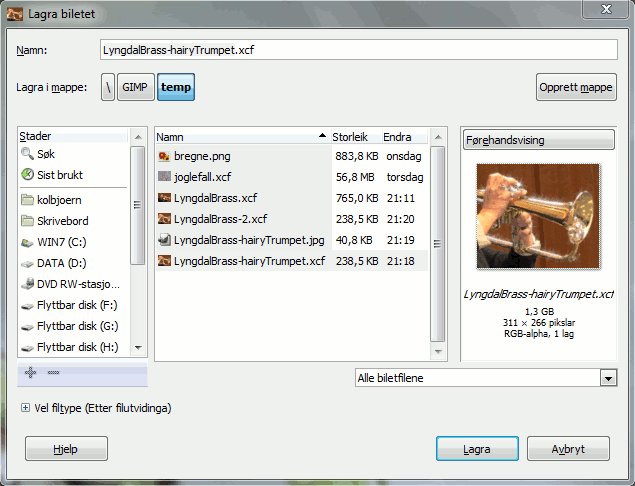 Lagra biletet
Namn: LyngdalBrass-hairyTrumpet.xcf
Lagra i mappe: \ GIMP temp Opprett mappe
Stader
Søk
Sist brukt
kolbjoern
Skrivebord
WIN7 (C:)
DATA (D:)
DVD RW-stasjo...
Flyttbar disk (F:)
Flyttbar disk (G:)
Flyttbar disk (H:)
Namn Storleik Endra
bregne.png 883,8 KB onsdag
joglefall.xcf 56,8 MB torsdag
LyngdalBrass.xcf 765,0 KB 21:11
LyngdalBrass-2.xcf 238,5 KB 21:20
LyngdalBrass-hairyTrumpet.jpg 40,8 KB 21:19
LyngdalBrass-hairyTrumpet.xcf 238,5 KB 21:18
Førehandsvising
LyngdalBrass-hairyTrumpet.xcf
1,3 GB
311 × 266 pikslar
RGB-alpha, 1 lag
Alle biletfilene
Vel filtype (Etter filutvidinga)
Hjelp Lagra Avbryt